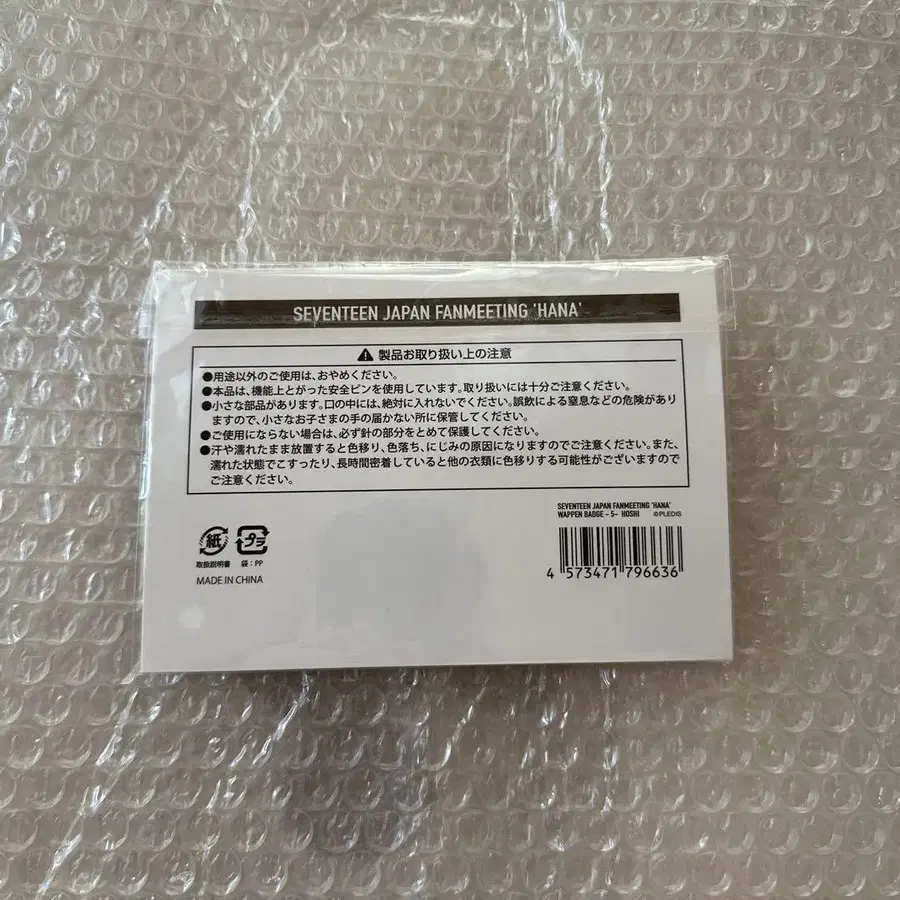 SEVENTEEN JAPAN FANMEETING 'HANA'
⚠ 製品お取り扱い上の注意
●用途以外のご使用は、おやめください。
●本品は、機能上とがった安全ピンを使用しています。取り扱いには十分ご注意ください。
●小さな部品があります。口の中には、絶対に入れないでください。誤飲による窒息などの危険があり
ますので、小さなお子さまの手の届かない所に保管してください。
●ご使用にならない場合は、必ず針の部分をとめて保護してください。
●汗や濡れたまま放置すると色移り、色落ち、にじみの原因になりますのでご注意ください。また、
濡れた状態でこすったり、長時間密着していると他の衣類に色移りする可能性がございますので
ご注意ください。
SEVENTEEN JAPAN FANMEETING 'HANA'
WAPPEN BADGE - 5- HOSHI ©PLEDIS
紙 プラ
取扱説明書 袋：PP
MADE IN CHINA
4 573471 796636